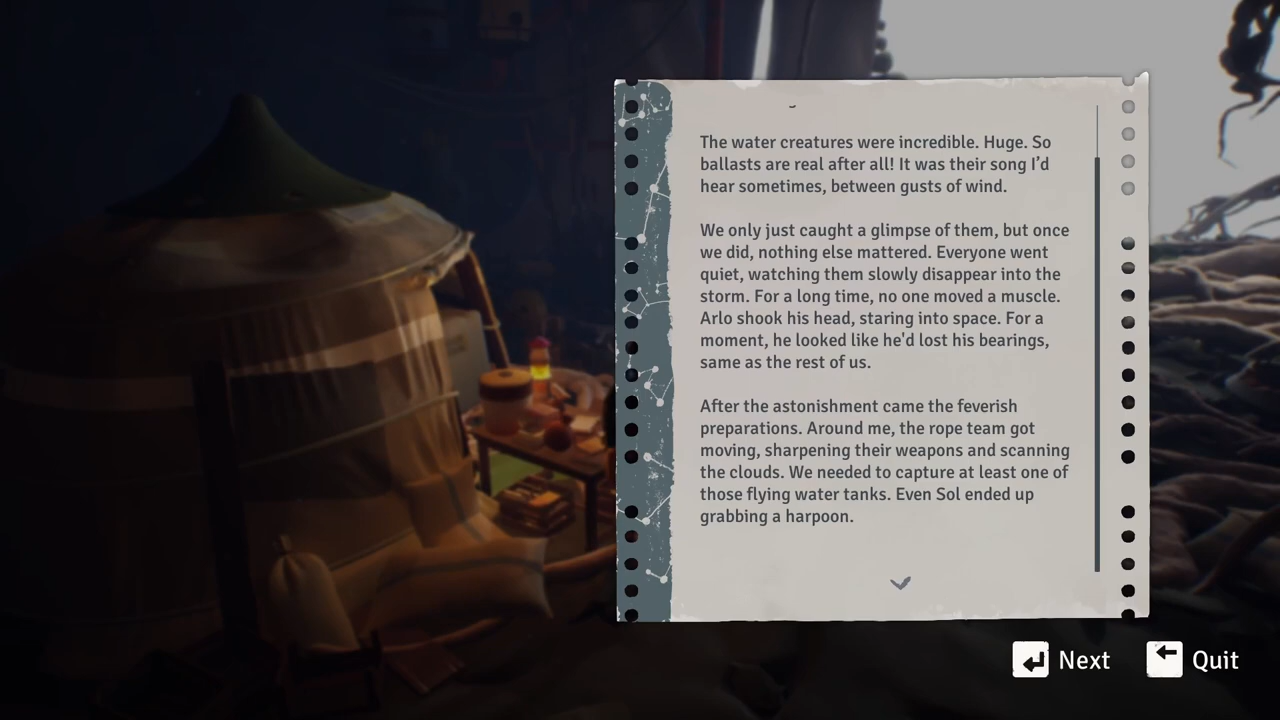 The water creatures were incredible. Huge. So
ballasts are real after all! It was their song I’d
hear sometimes, between gusts of wind.
We only just caught a glimpse of them, but once
we did, nothing else mattered. Everyone went
quiet, watching them slowly disappear into the
storm. For a long time, no one moved a muscle.
Arlo shook his head, staring into space. For a
moment, he looked like he'd lost his bearings,
same as the rest of us.
After the astonishment came the feverish
preparations. Around me, the rope team got
moving, sharpening their weapons and scanning
the clouds. We needed to capture at least one of
those flying water tanks. Even Sol ended up
grabbing a harpoon.
Next
Quit